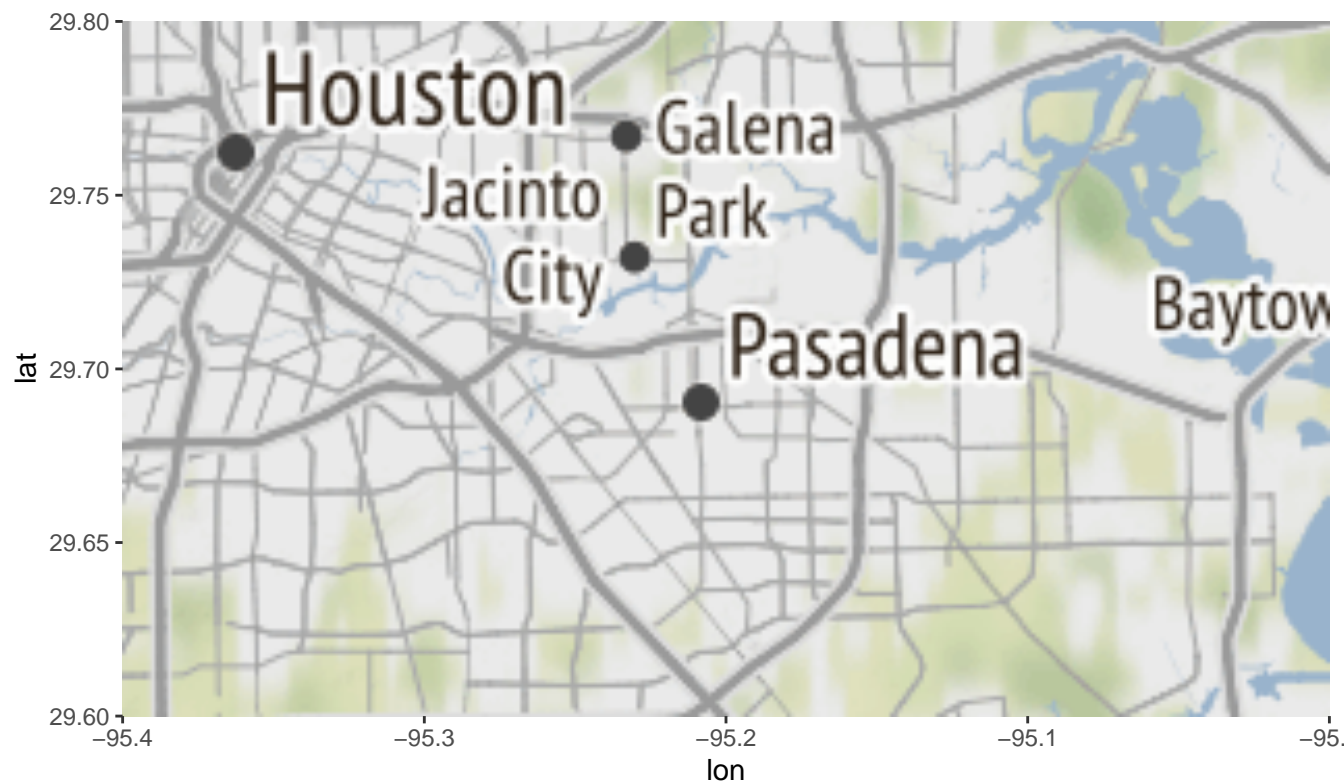 29.80
Houston
Galena
Park
Jacinto
City
29.75
Baytow
Pasadena
lat
29.70
29.65
29.60
−95.4
−95.3
−95.2
−95.1
−95.
lon